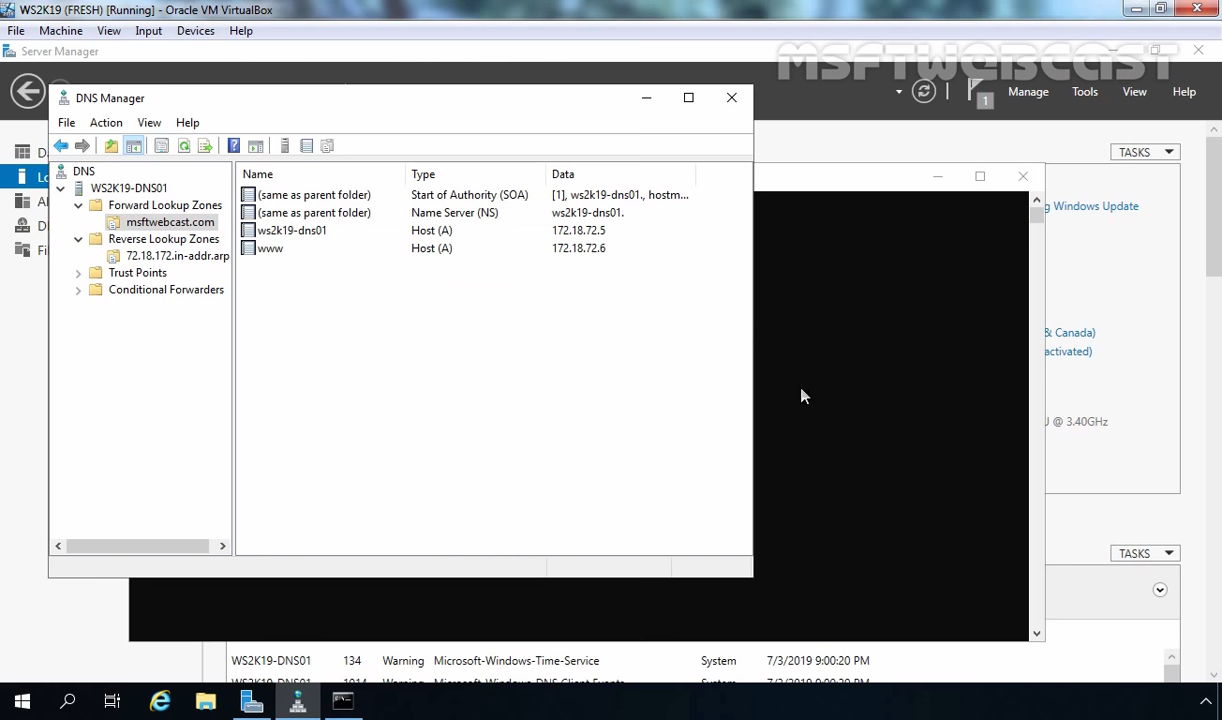 WS2K19 (FRESH) [Running] - Oracle VM VirtualBox
File Machine View Input Devices Help
Server Manager
MSFTWEBCAST
Manage Tools View Help
1
DNS Manager
File Action View Help
TASKS
DNS
WS2K19-DNS01
Forward Lookup Zones
msftwebcast.com
Reverse Lookup Zones
72.18.172.in-addr.arp
Trust Points
Conditional Forwarders
Name Type Data
(same as parent folder) Start of Authority (SOA) [1], ws2k19-dns01., hostm...
(same as parent folder) Name Server (NS) ws2k19-dns01.
ws2k19-dns01 Host (A) 172.18.72.5
www Host (A) 172.18.72.6
Windows Update
& Canada)
@ 3.40GHz
TASKS
WS2K19-DNS01 134 Warning Microsoft-Windows-Time-Service System 7/3/2019 9:00:20 PM